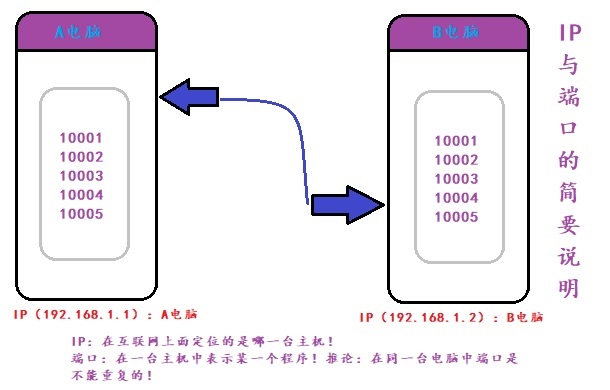 A电脑
10001
10002
10003
10004
10005
IP（192.168.1.1）：A电脑
B电脑
10001
10002
10003
10004
10005
IP（192.168.1.2）：B电脑
IP与端口的简要说明
IP：在互联网上面定位的是哪一台主机！
端口：在一台主机中表示某一个程序！推论：在同一台电脑中端口是
不能重复的！